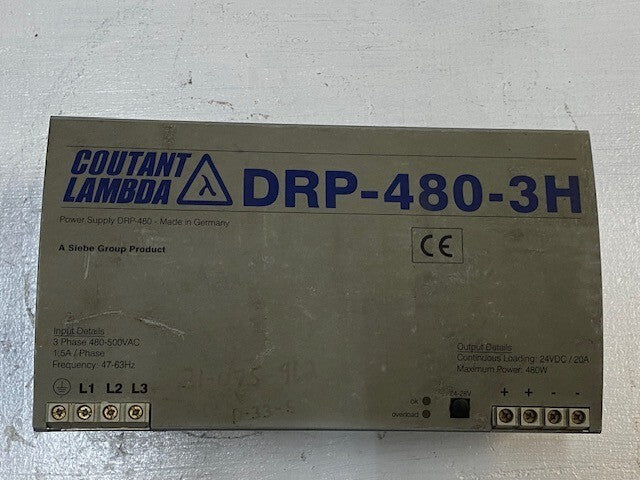 COUTANT
LAMBDA
λ
DRP-480-3H
Power Supply DRP-480 - Made in Germany
A Siebe Group Product
CE
Input Details
3 Phase 480-500VAC
1.5A / Phase
Frequency: 47-63Hz
L1 L2 L3
Output Details
Continuous Loading: 24VDC / 20A
Maximum Power: 480W
+ + - -
ok
overload